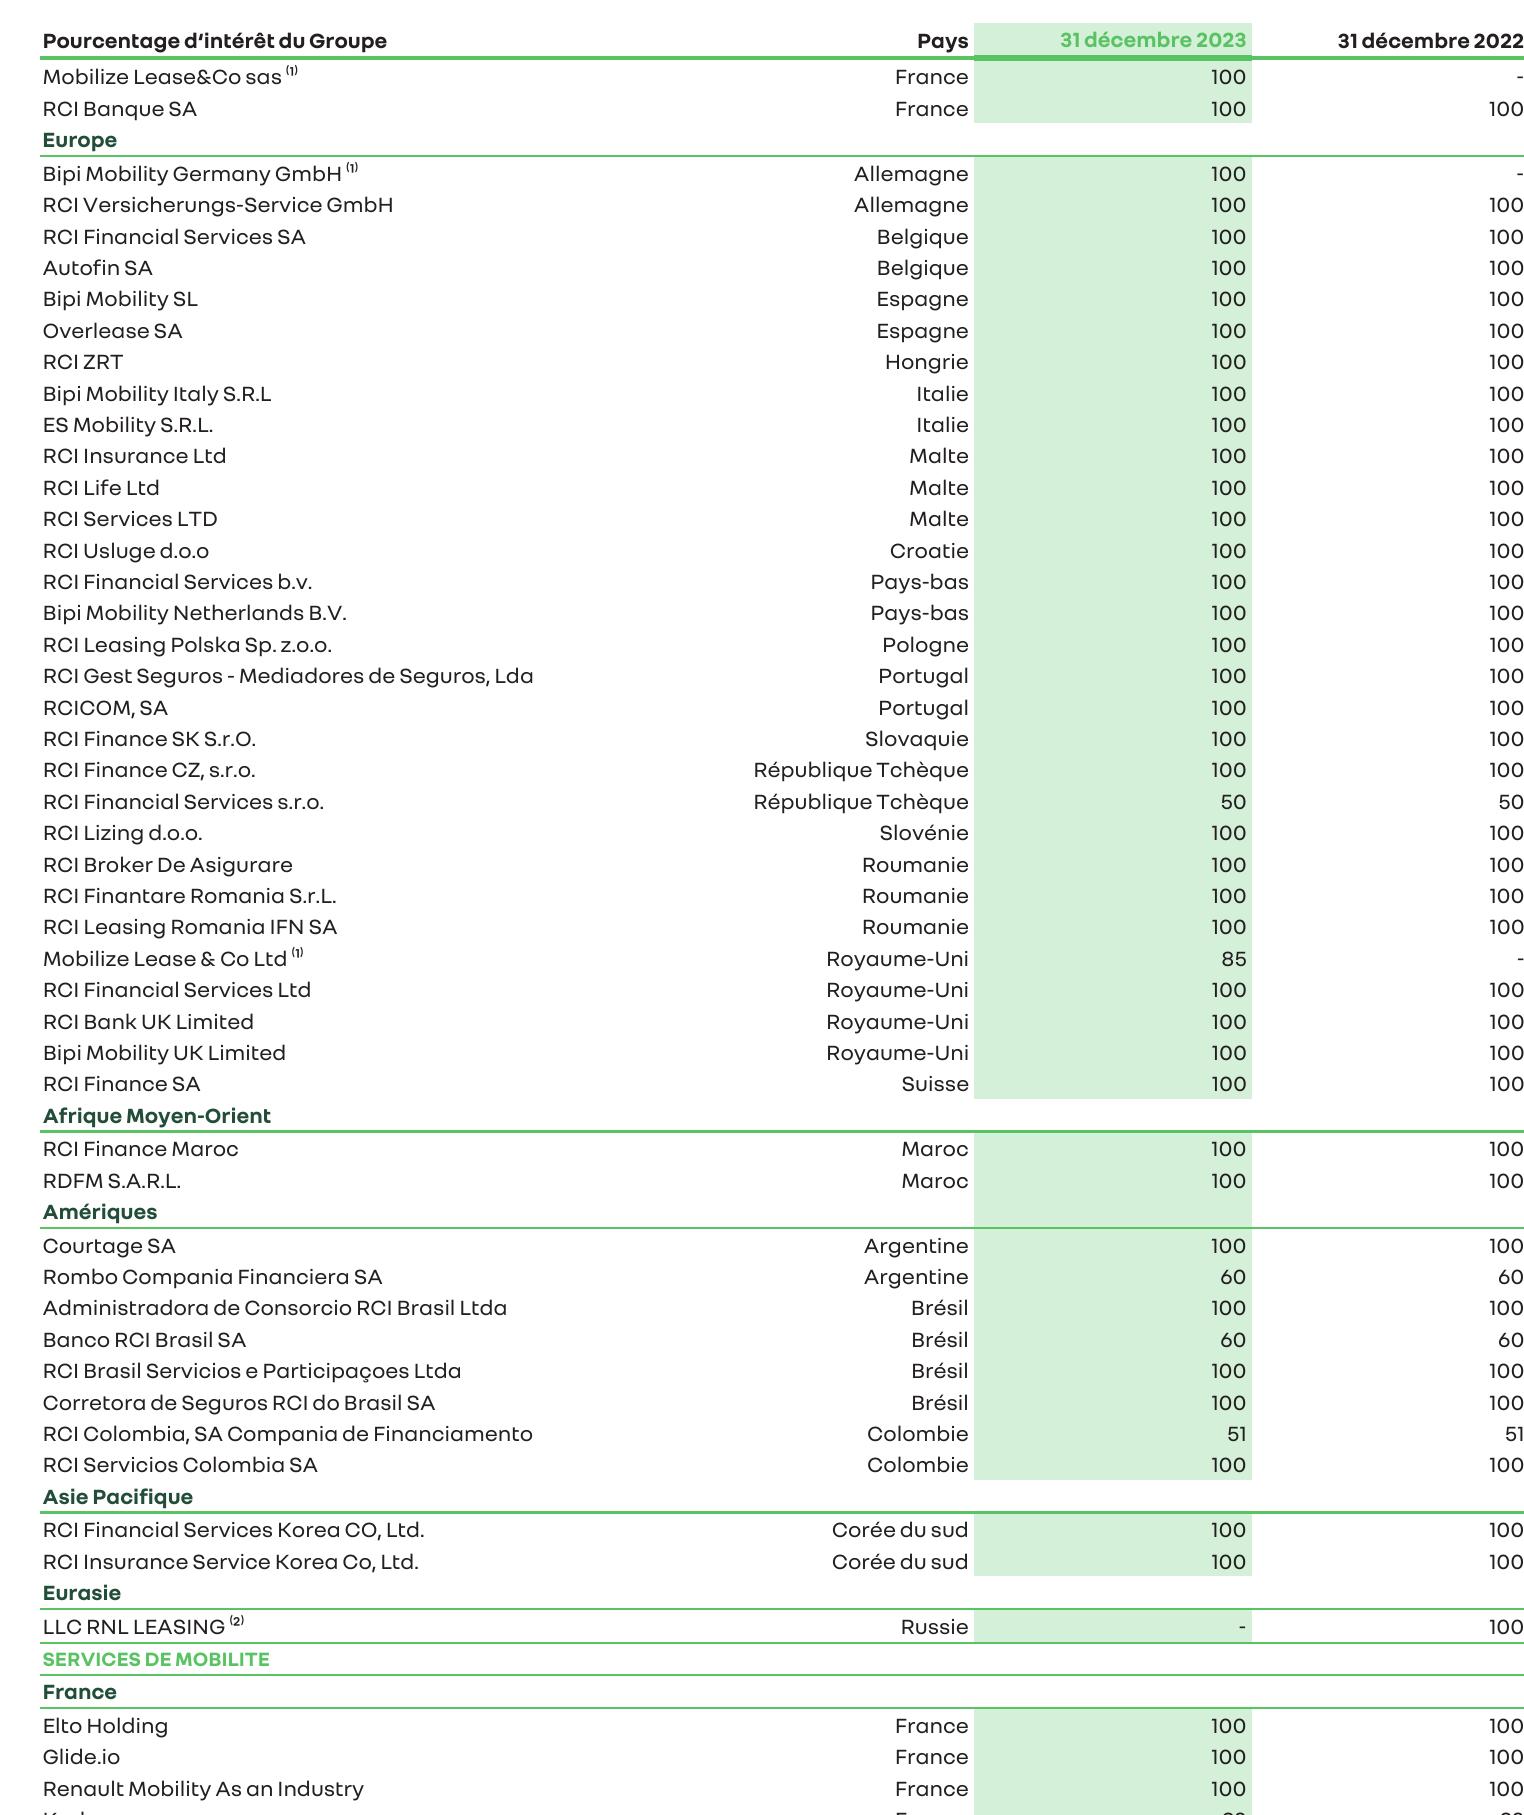 Pourcentage d‘intérêt du Groupe Pays 31 décembre 2023 31 décembre 2022
Mobilize Lease&Co sas (1) France 100 -
RCI Banque SA France 100 100
Europe
Bipi Mobility Germany GmbH (1) Allemagne 100 -
RCI Versicherungs-Service GmbH Allemagne 100 100
RCI Financial Services SA Belgique 100 100
Autofin SA Belgique 100 100
Bipi Mobility SL Espagne 100 100
Overlease SA Espagne 100 100
RCI ZRT Hongrie 100 100
Bipi Mobility Italy S.R.L Italie 100 100
ES Mobility S.R.L. Italie 100 100
RCI Insurance Ltd Malte 100 100
RCI Life Ltd Malte 100 100
RCI Services LTD Malte 100 100
RCI Usluge d.o.o Croatie 100 100
RCI Financial Services b.v. Pays-bas 100 100
Bipi Mobility Netherlands B.V. Pays-bas 100 100
RCI Leasing Polska Sp. z.o.o. Pologne 100 100
RCI Gest Seguros - Mediadores de Seguros, Lda Portugal 100 100
RCICOM, SA Portugal 100 100
RCI Finance SK S.r.O. Slovaquie 100 100
RCI Finance CZ, s.r.o. République Tchèque 100 100
RCI Financial Services s.r.o. République Tchèque 50 50
RCI Lizing d.o.o. Slovénie 100 100
RCI Broker De Asigurare Roumanie 100 100
RCI Finantare Romania S.r.L. Roumanie 100 100
RCI Leasing Romania IFN SA Roumanie 100 100
Mobilize Lease & Co Ltd (1) Royaume-Uni 85 -
RCI Financial Services Ltd Royaume-Uni 100 100
RCI Bank UK Limited Royaume-Uni 100 100
Bipi Mobility UK Limited Royaume-Uni 100 100
RCI Finance SA Suisse 100 100
Afrique Moyen-Orient
RCI Finance Maroc Maroc 100 100
RDFM S.A.R.L. Maroc 100 100
Amériques
Courtage SA Argentine 100 100
Rombo Compania Financiera SA Argentine 60 60
Administradora de Consorcio RCI Brasil Ltda Brésil 100 100
Banco RCI Brasil SA Brésil 60 60
RCI Brasil Servicios e Participaçoes Ltda Brésil 100 100
Corretora de Seguros RCI do Brasil SA Brésil 100 100
RCI Colombia, SA Compania de Financiamento Colombie 51 51
RCI Servicios Colombia SA Colombie 100 100
Asie Pacifique
RCI Financial Services Korea CO, Ltd. Corée du sud 100 100
RCI Insurance Service Korea Co, Ltd. Corée du sud 100 100
Eurasie
LLC RNL LEASING (2) Russie - 100
SERVICES DE MOBILITE
France
Elto Holding France 100 100
Glide.io France 100 100
Renault Mobility As an Industry France 100 100